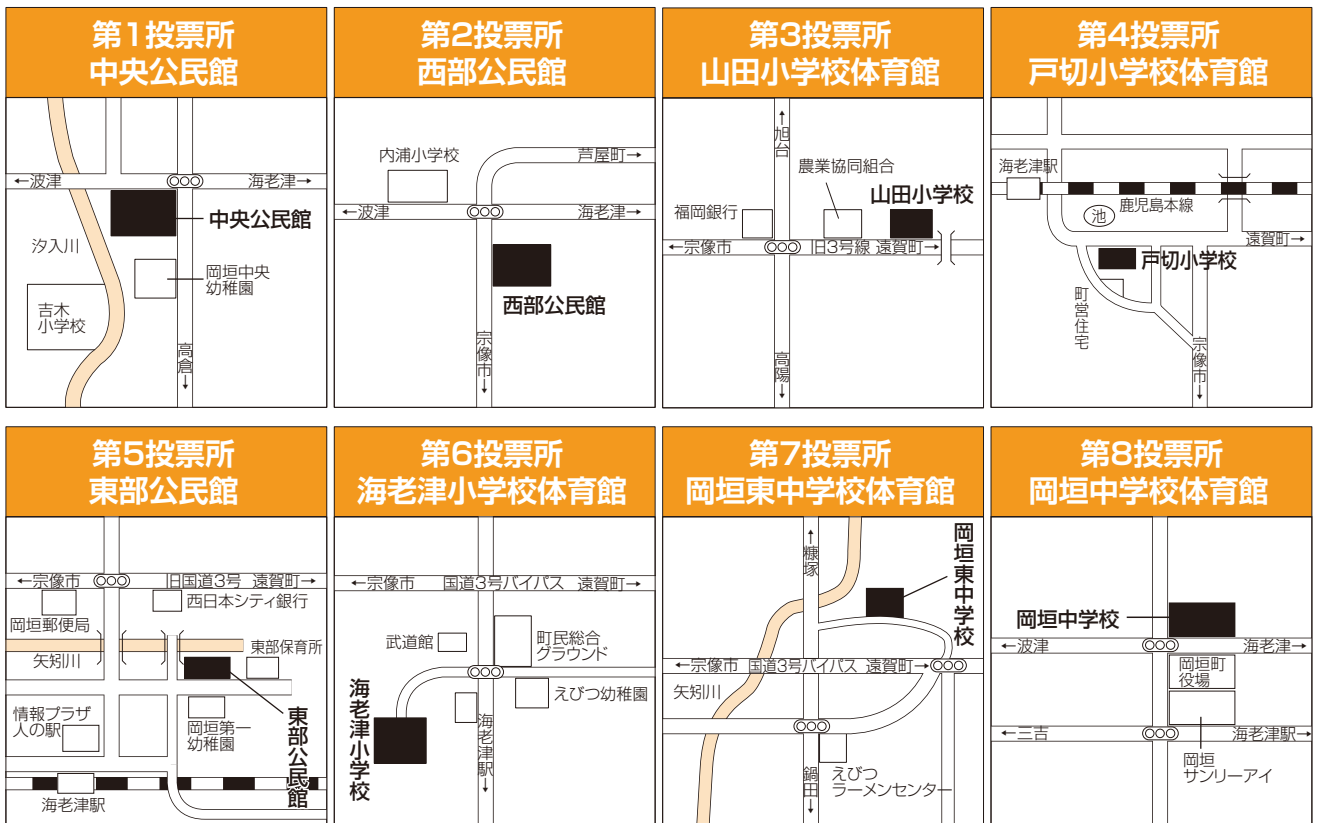 第1投票所
中央公民館
←波津
海老津→
中央公民館
汐入川
岡垣中央
幼稚園
吉木
小学校
高倉↓
第2投票所
西部公民館
内浦小学校
芦屋町→
←波津
海老津→
西部公民館
宗像市↓
第3投票所
山田小学校体育館
←旭台
農業協同組合
山田小学校
福岡銀行
←宗像市
旧3号線 遠賀町→
高陽↓
第4投票所
戸切小学校体育館
海老津駅
鹿児島本線
池
遠賀町→
戸切小学校
町営住宅
宗像市↓
第5投票所
東部公民館
←宗像市
旧国道3号 遠賀町→
西日本シティ銀行
岡垣郵便局
矢矧川
東部保育所
情報プラザ
人の駅
岡垣第一
幼稚園
東部公民館
海老津駅
第6投票所
海老津小学校体育館
←宗像市 国道3号バイパス 遠賀町→
武道館
町民総合
グラウンド
えびつ幼稚園
海老津小学校
海老津駅↓
第7投票所
岡垣東中学校体育館
←糠塚
岡垣東中学校
←宗像市 国道3号バイパス 遠賀町→
矢矧川
鍋田↓
えびつ
ラーメンセンター
第8投票所
岡垣中学校体育館
岡垣中学校
←波津
海老津→
岡垣町
役場
←三吉
海老津駅→
岡垣
サンリーアイ